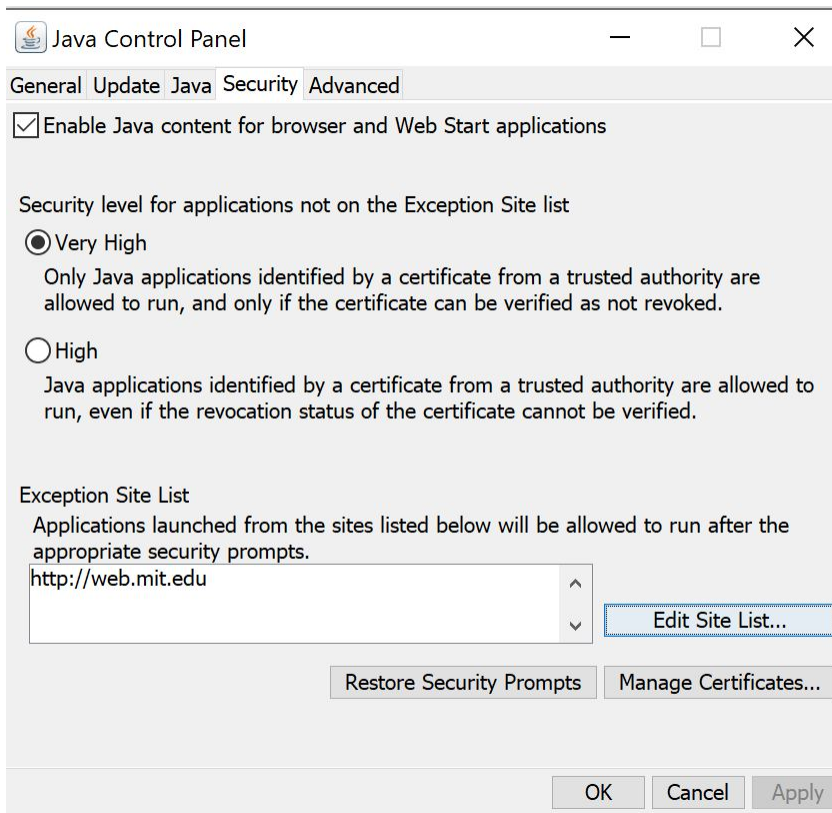 Java Control Panel
General Update Java Security Advanced
Enable Java content for browser and Web Start applications
Security level for applications not on the Exception Site list
Very High
Only Java applications identified by a certificate from a trusted authority are
allowed to run, and only if the certificate can be verified as not revoked.
High
Java applications identified by a certificate from a trusted authority are allowed to
run, even if the revocation status of the certificate cannot be verified.
Exception Site List
Applications launched from the sites listed below will be allowed to run after the
appropriate security prompts.
http://web.mit.edu
Edit Site List...
Restore Security Prompts Manage Certificates...
OK Cancel Apply